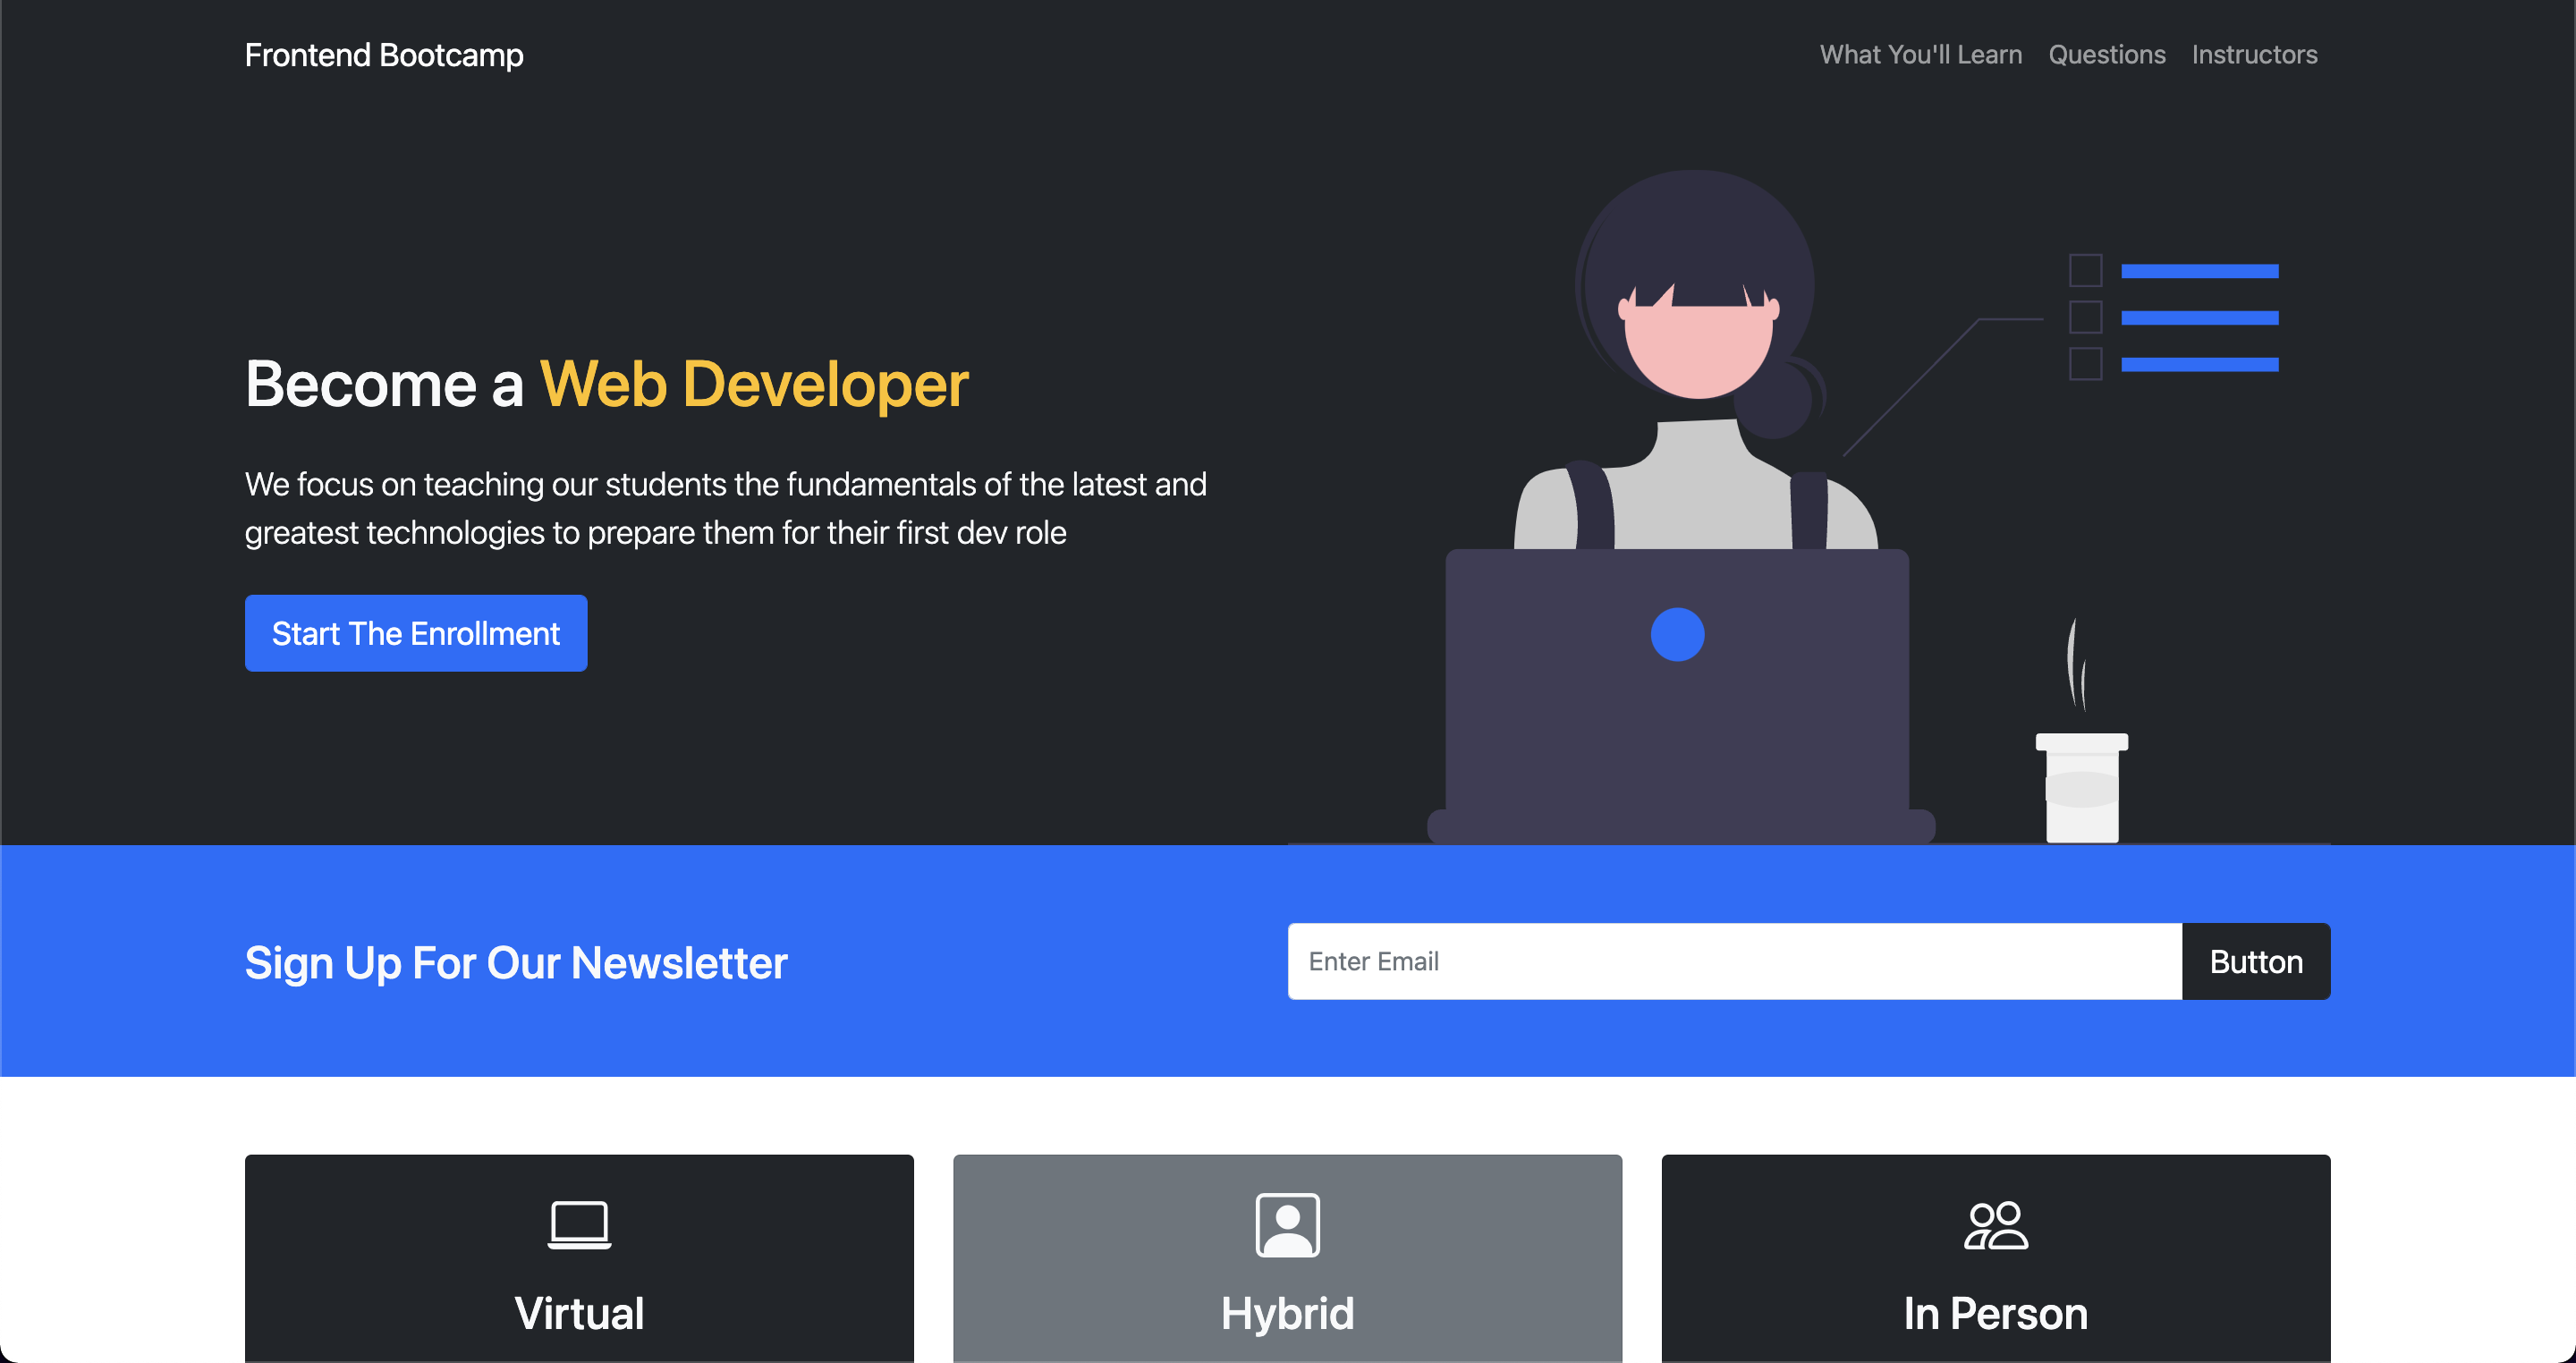 Frontend Bootcamp
What You'll Learn Questions Instructors
Become a Web Developer
We focus on teaching our students the fundamentals of the latest and
greatest technologies to prepare them for their first dev role
Start The Enrollment
Sign Up For Our Newsletter
Enter Email
Button
Virtual
Hybrid
In Person